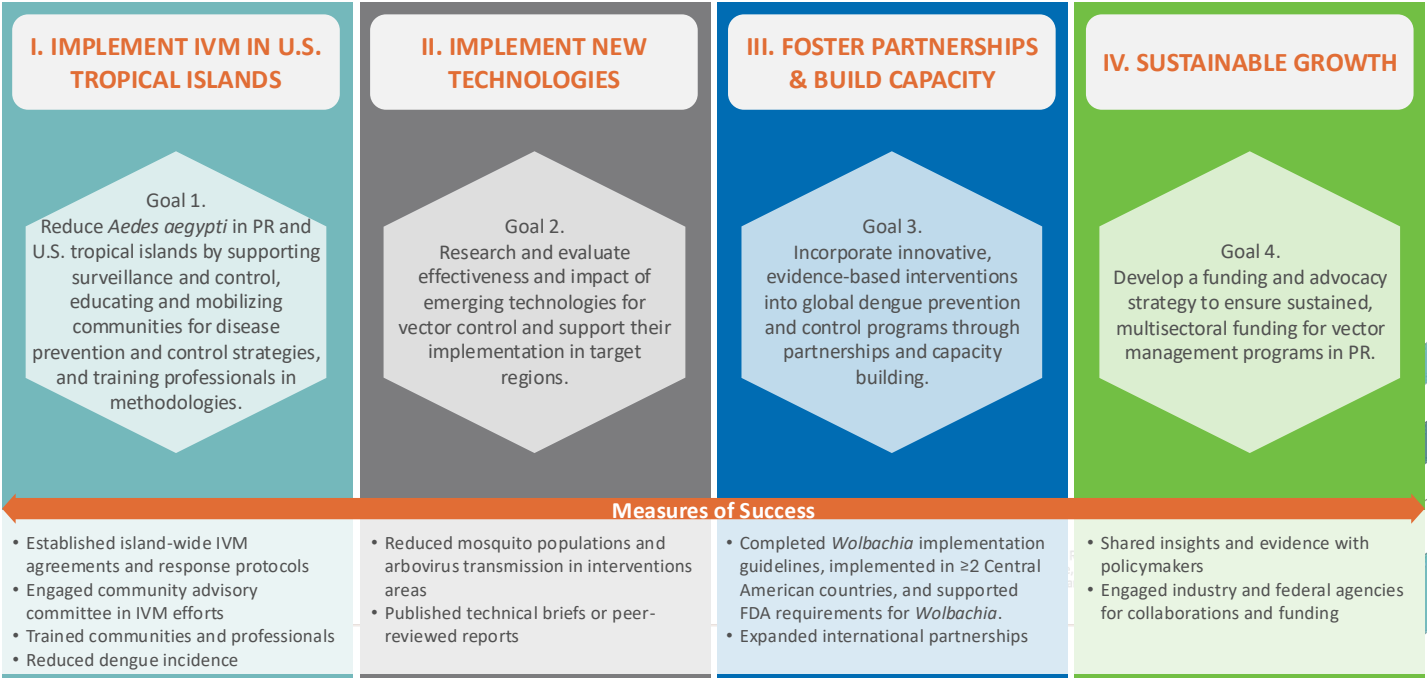 I. IMPLEMENT IVM IN U.S.
TROPICAL ISLANDS
II. IMPLEMENT NEW
TECHNOLOGIES
III. FOSTER PARTNERSHIPS
& BUILD CAPACITY
IV. SUSTAINABLE GROWTH
Goal 1.
Reduce Aedes aegypti in PR and
U.S. tropical islands by supporting
surveillance and control,
educating and mobilizing
communities for disease
prevention and control strategies,
and training professionals in
methodologies.
Goal 2.
Research and evaluate
effectiveness and impact of
emerging technologies for
vector control and support their
implementation in target
regions.
Goal 3.
Incorporate innovative,
evidence-based interventions
into global dengue prevention
and control programs through
partnerships and capacity
building.
Goal 4.
Develop a funding and advocacy
strategy to ensure sustained,
multisectoral funding for vector
management programs in PR.
Measures of Success
• Established island-wide IVM
agreements and response protocols
• Engaged community advisory
committee in IVM efforts
• Trained communities and professionals
• Reduced dengue incidence
• Reduced mosquito populations and
arbovirus transmission in interventions
areas
• Published technical briefs or peer-
reviewed reports
• Completed Wolbachia implementation
guidelines, implemented in ≥2 Central
American countries, and supported
FDA requirements for Wolbachia.
• Expanded international partnerships
• Shared insights and evidence with
policymakers
• Engaged industry and federal agencies
for collaborations and funding